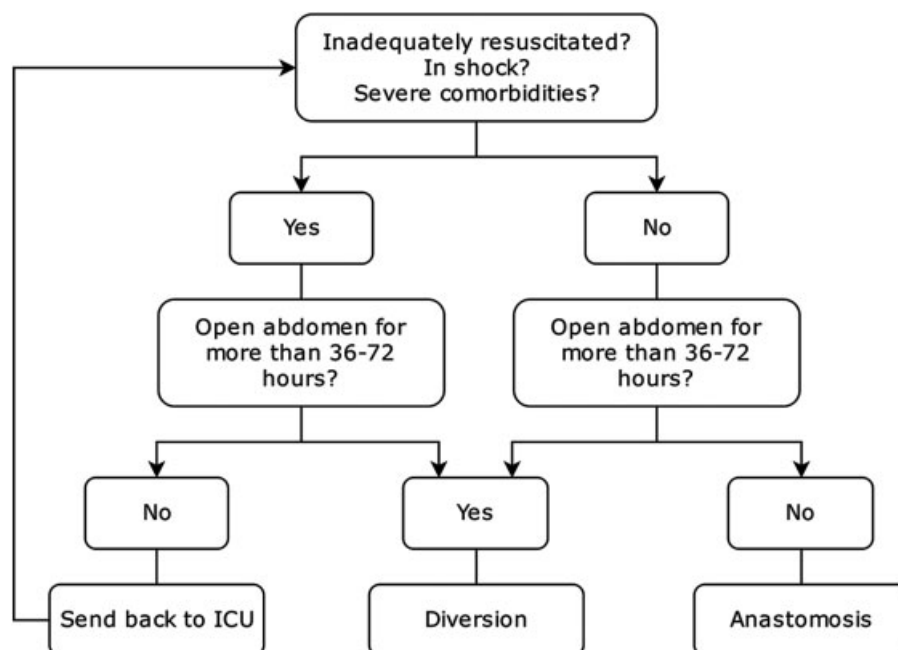 Inadequately resuscitated?
In shock?
Severe comorbidities?
Yes
No
Open abdomen for
more than 36-72
hours?
Open abdomen for
more than 36-72
hours?
No
Yes
No
Send back to ICU
Diversion
Anastomosis